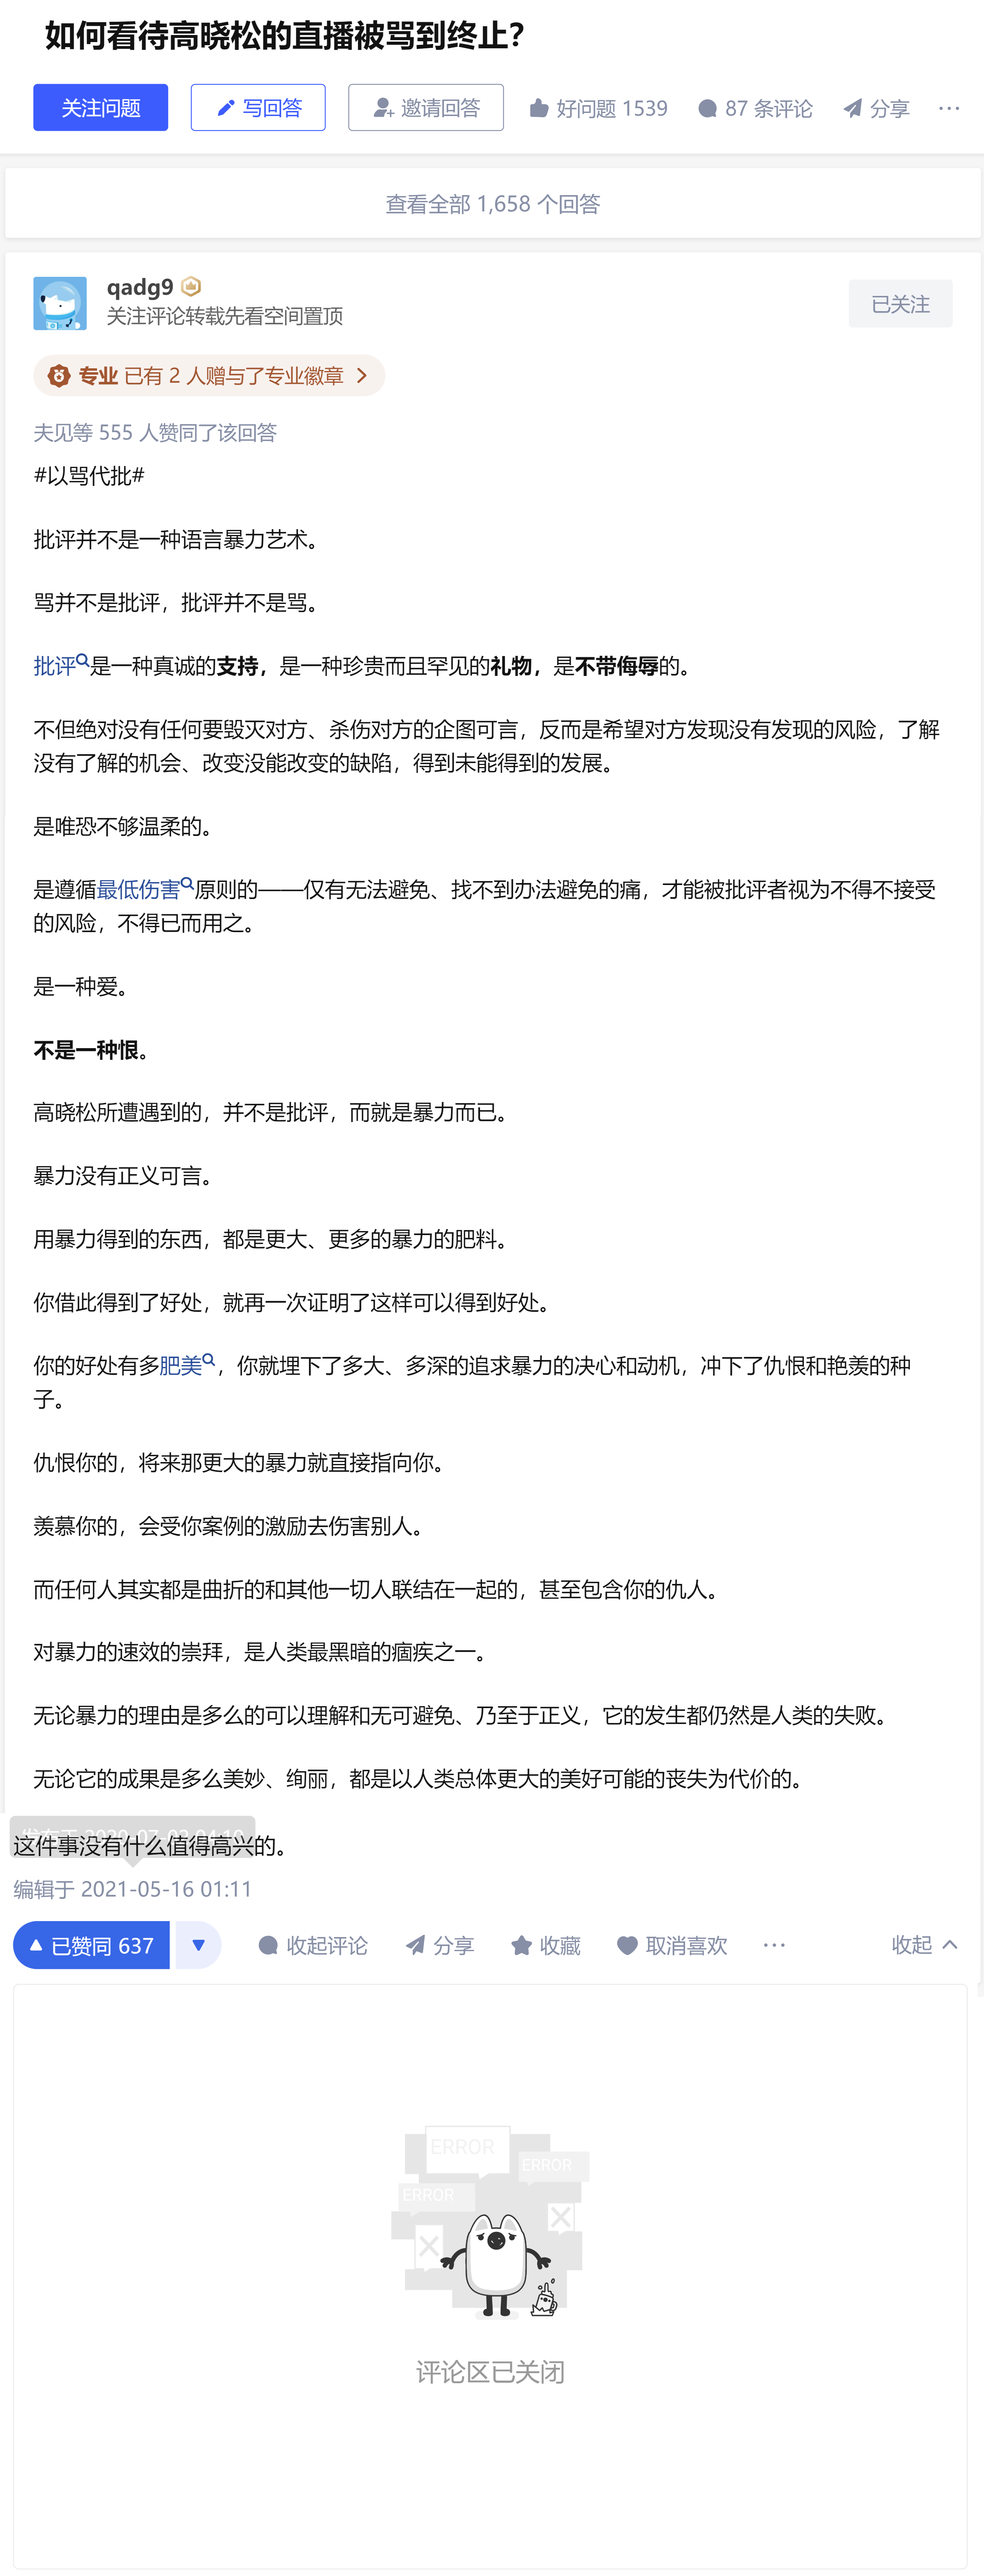 如何看待高晓松的直播被骂到终止?
关注问题 写回答 邀请回答 好问题 1539 87 条评论 分享 ···
查看全部 1,658 个回答
qadg9
关注评论转载先看空间置顶
已关注
专业 已有 2 人赠与了专业徽章
夫见等 555 人赞同了该回答
#以骂代批#
批评并不是一种语言暴力艺术。
骂并不是批评，批评并不是骂。
批评是一种真诚的支持，是一种珍贵而且罕见的礼物，是不带侮辱的。
不但绝对没有任何要毁灭对方、杀伤对方的企图可言，反而是希望对方发现没有发现的风险，了解
没有了解的机会、改变没能改变的缺陷，得到未能得到的发展。
是唯恐不够温柔的。
是遵循最低伤害原则的——仅有无法避免、找不到办法避免的痛，才能被批评者视为不得不接受
的风险，不得已而用之。
是一种爱。
不是一种恨。
高晓松所遭遇到的，并不是批评，而就是暴力而已。
暴力没有正义可言。
用暴力得到的东西，都是更大、更多的暴力的肥料。
你借此得到了好处，就再一次证明了这样可以得到好处。
你的好处有多肥美，你就埋下了多大、多深的追求暴力的决心和动机，冲下了仇恨和艳羡的种
子。
仇恨你的，将来那更大的暴力就直接指向你。
羡慕你的，会受你案例的激励去伤害别人。
而任何人其实都是曲折的和其他一切人联结在一起的，甚至包含你的仇人。
对暴力的速效的崇拜，是人类最黑暗的痼疾之一。
无论暴力的理由是多么的可以理解和无可避免、乃至于正义，它的发生都仍然是人类的失败。
无论它的成果是多么美妙、绚丽，都是以人类总体更大的美好可能的丧失为代价的。
这件事没有什么值得高兴的。
编辑于 2021-05-16 01:11
已赞同 637 收起评论 分享 收藏 取消喜欢 ··· 收起
ERROR
ERROR
ERROR
评论区已关闭